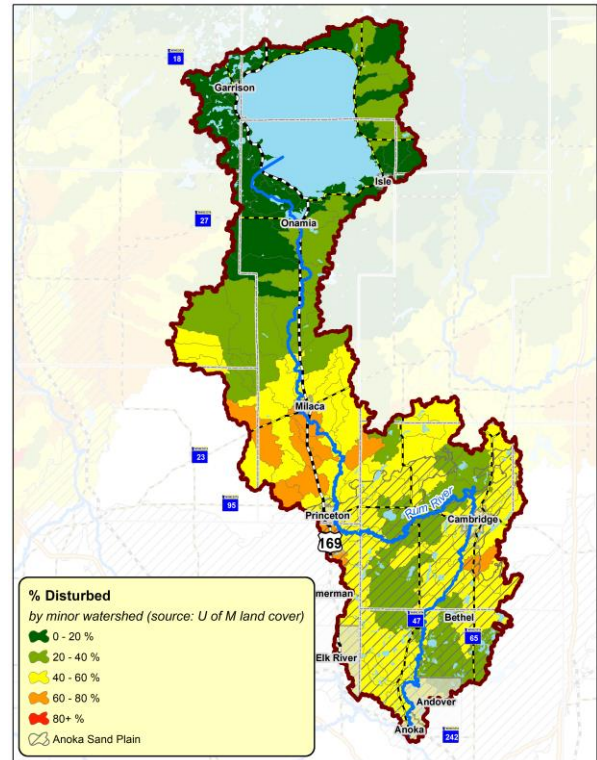 18
Garrison
Isle
27
Onamia
Milaca
23
95
Princeton
Rum River
Cambridge
169
merman
47
Bethel
65
Elk River
Andover
Anoka
242
% Disturbed
by minor watershed (source: U of M land cover)
0 - 20 %
20 - 40 %
40 - 60 %
60 - 80 %
80+ %
Anoka Sand Plain